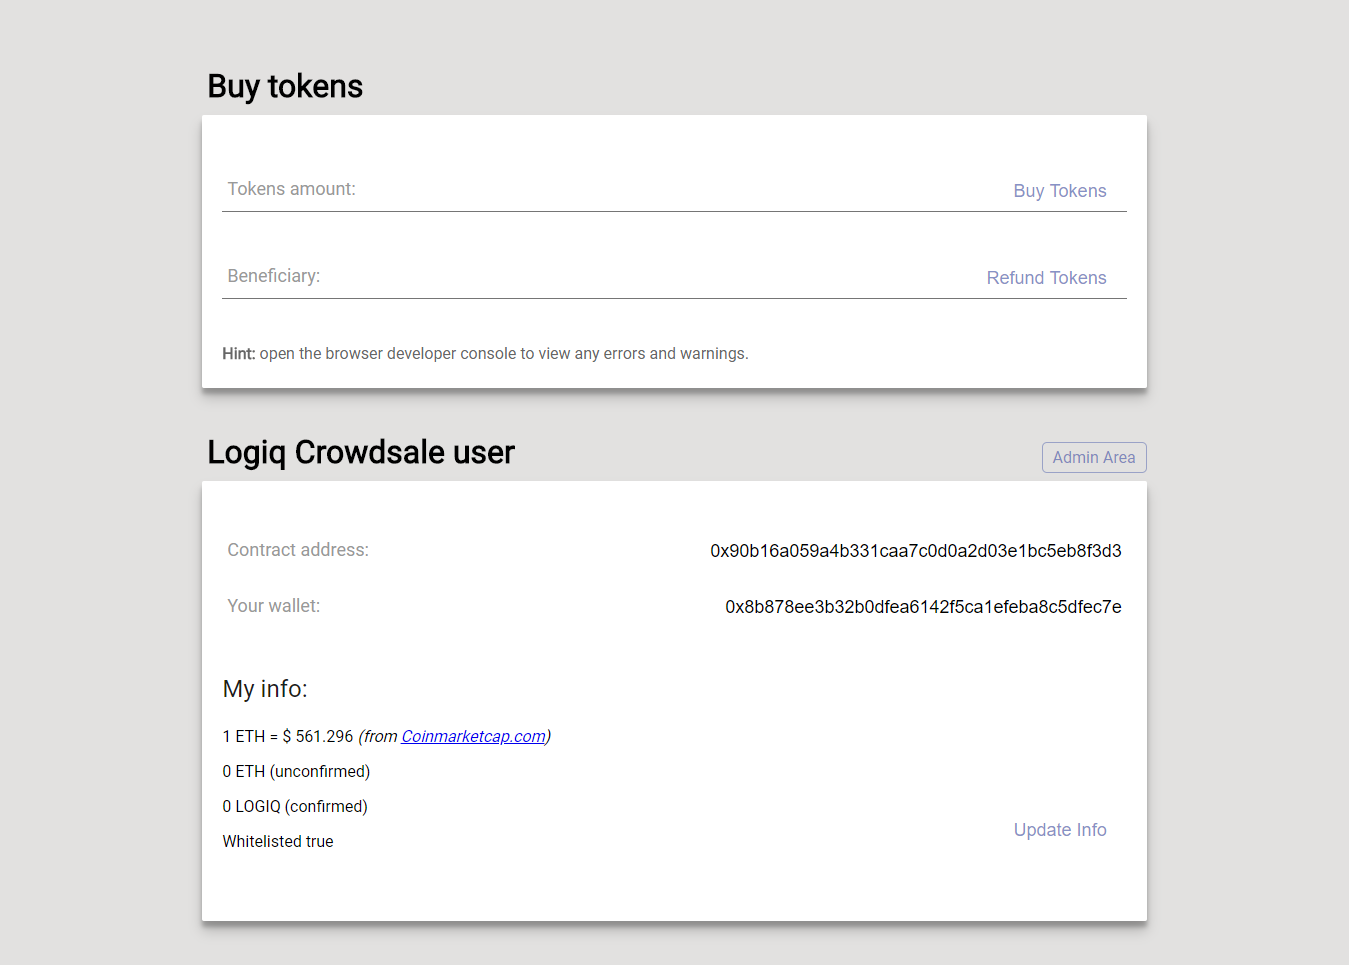 Buy tokens
Tokens amount:
Buy Tokens
Beneficiary:
Refund Tokens
Hint: open the browser developer console to view any errors and warnings.
Logiq Crowdsale user
Admin Area
Contract address:
0x90b16a059a4b331caa7c0d0a2d03e1bc5eb8f3d3
Your wallet:
0x8b878ee3b32b0dfea6142f5ca1efeba8c5dfec7e
My info:
1 ETH = $ 561.296 (from Coinmarketcap.com)
0 ETH (unconfirmed)
0 LOGIQ (confirmed)
Whitelisted true
Update Info